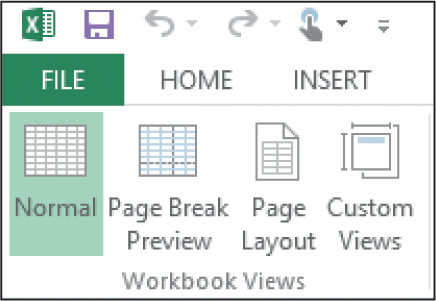 FILE HOME INSERT
Normal Page Break Page Custom
Preview Layout Views
Workbook Views